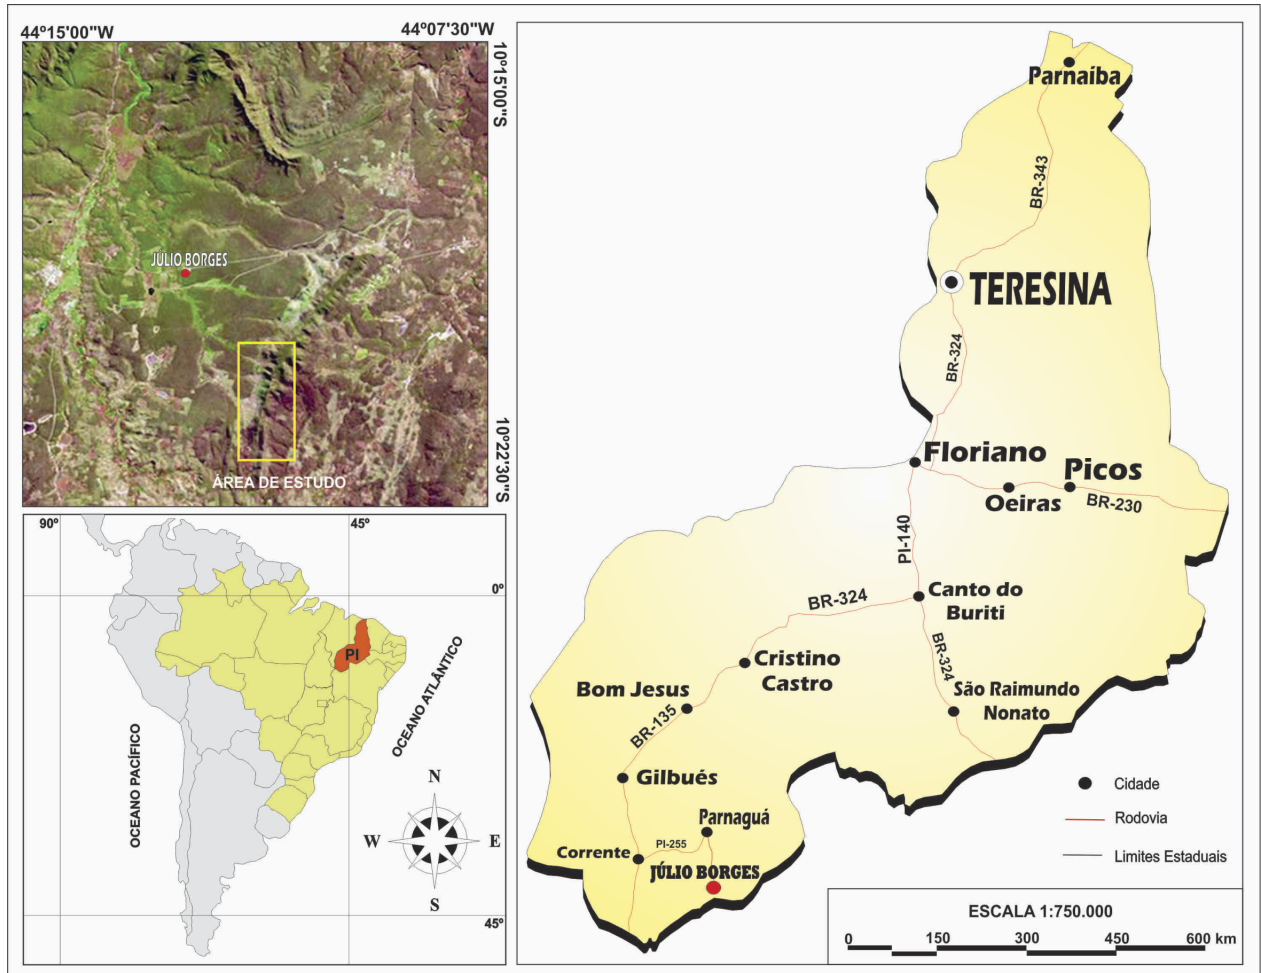 44º15'00"W
44º07'30"W
10º15'00"S
JÚLIO BORGES
10º22'30"S
ÁREA DE ESTUDO
90º
45º
0º
PI
OCEANO ATLÂNTICO
OCEANO PACÍFICO
N
W
E
S
45º
Parnaíba
BR-343
TERESINA
BR-324
Floriano
Picos
Oeiras
BR-230
PI-140
Canto do
Buriti
BR-324
BR-324
Cristino
Castro
São Raimundo
Nonato
Bom Jesus
BR-135
Gilbués
Parnaguá
PI-255
Corrente
JÚLIO BORGES
Cidade
Rodovia
Limites Estaduais
ESCALA 1:750.000
0 150 300 450 600 km